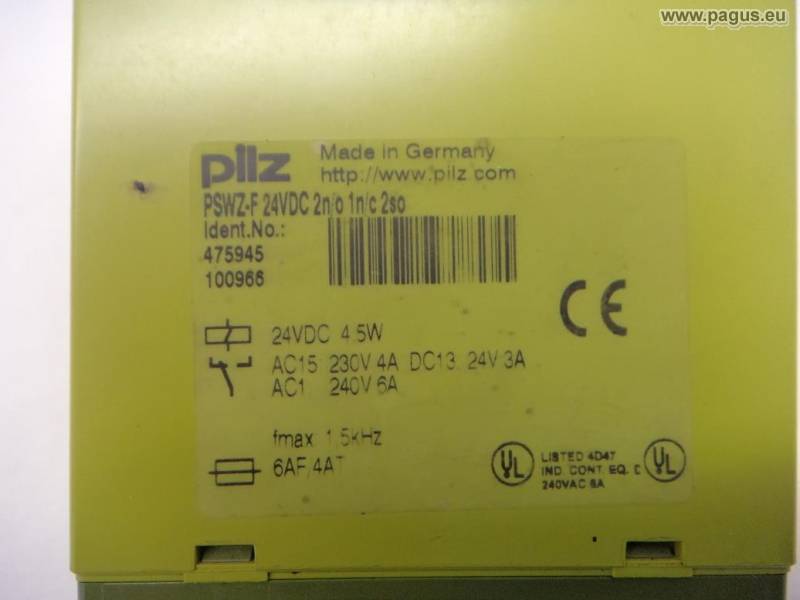 www.pagus.eu
pilz
Made in Germany
http://www.pilz.com
PSWZ-F 24VDC 2n/o 1n/c 2so
Ident.No.:
475945
100966
CE
24VDC 4.5W
AC15 230V 4A DC13 24V 3A
AC1 240V 6A
fmax 1.5kHz
6AF/4AT
UL LISTED 4D47 UL
IND. CONT. EQ.
240VAC 6A